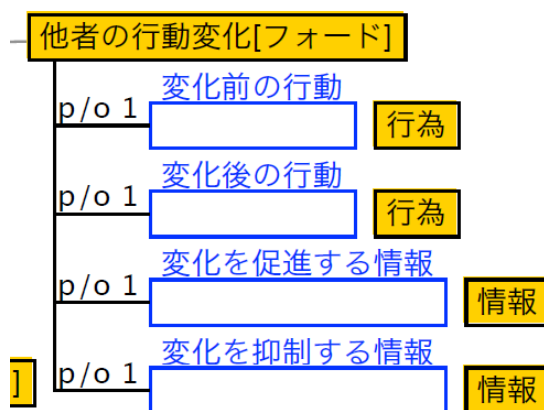 他者の行動変化[フォード]
変化前の行動
p/o 1
行為
変化後の行動
p/o 1
行為
変化を促進する情報
p/o 1
情報
変化を抑制する情報
p/o 1
情報
]